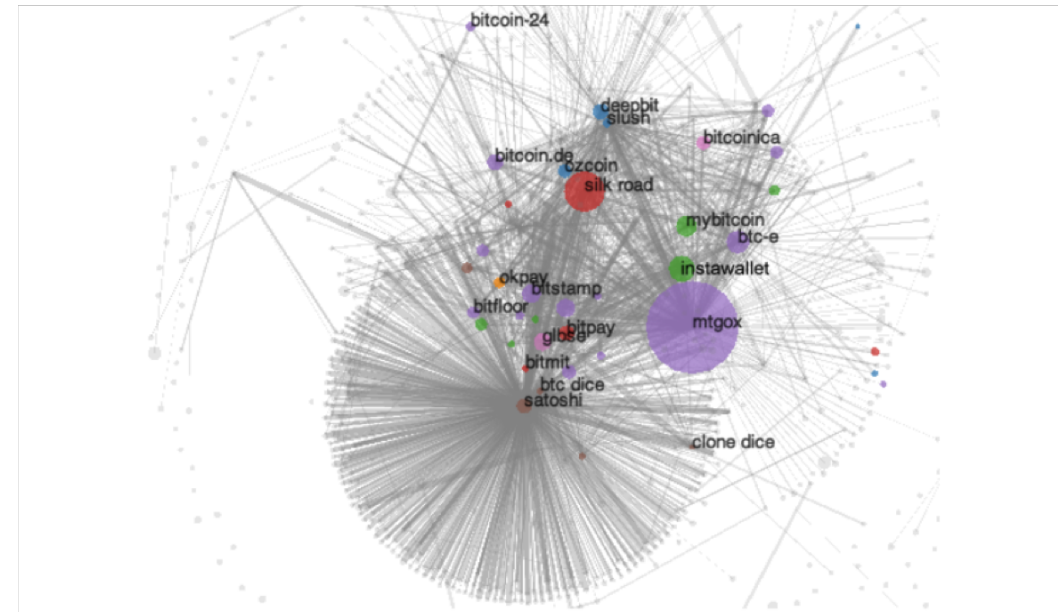 bitcoin-24
deepbit
slush
bitcoinica
bitcoin.de
ozcoin
silk road
mybitcoin
btc-e
instawallet
okpay
bitstamp
bitfloor
mtgox
bitpay
glbse
bitmit
btc dice
satoshi
clone dice